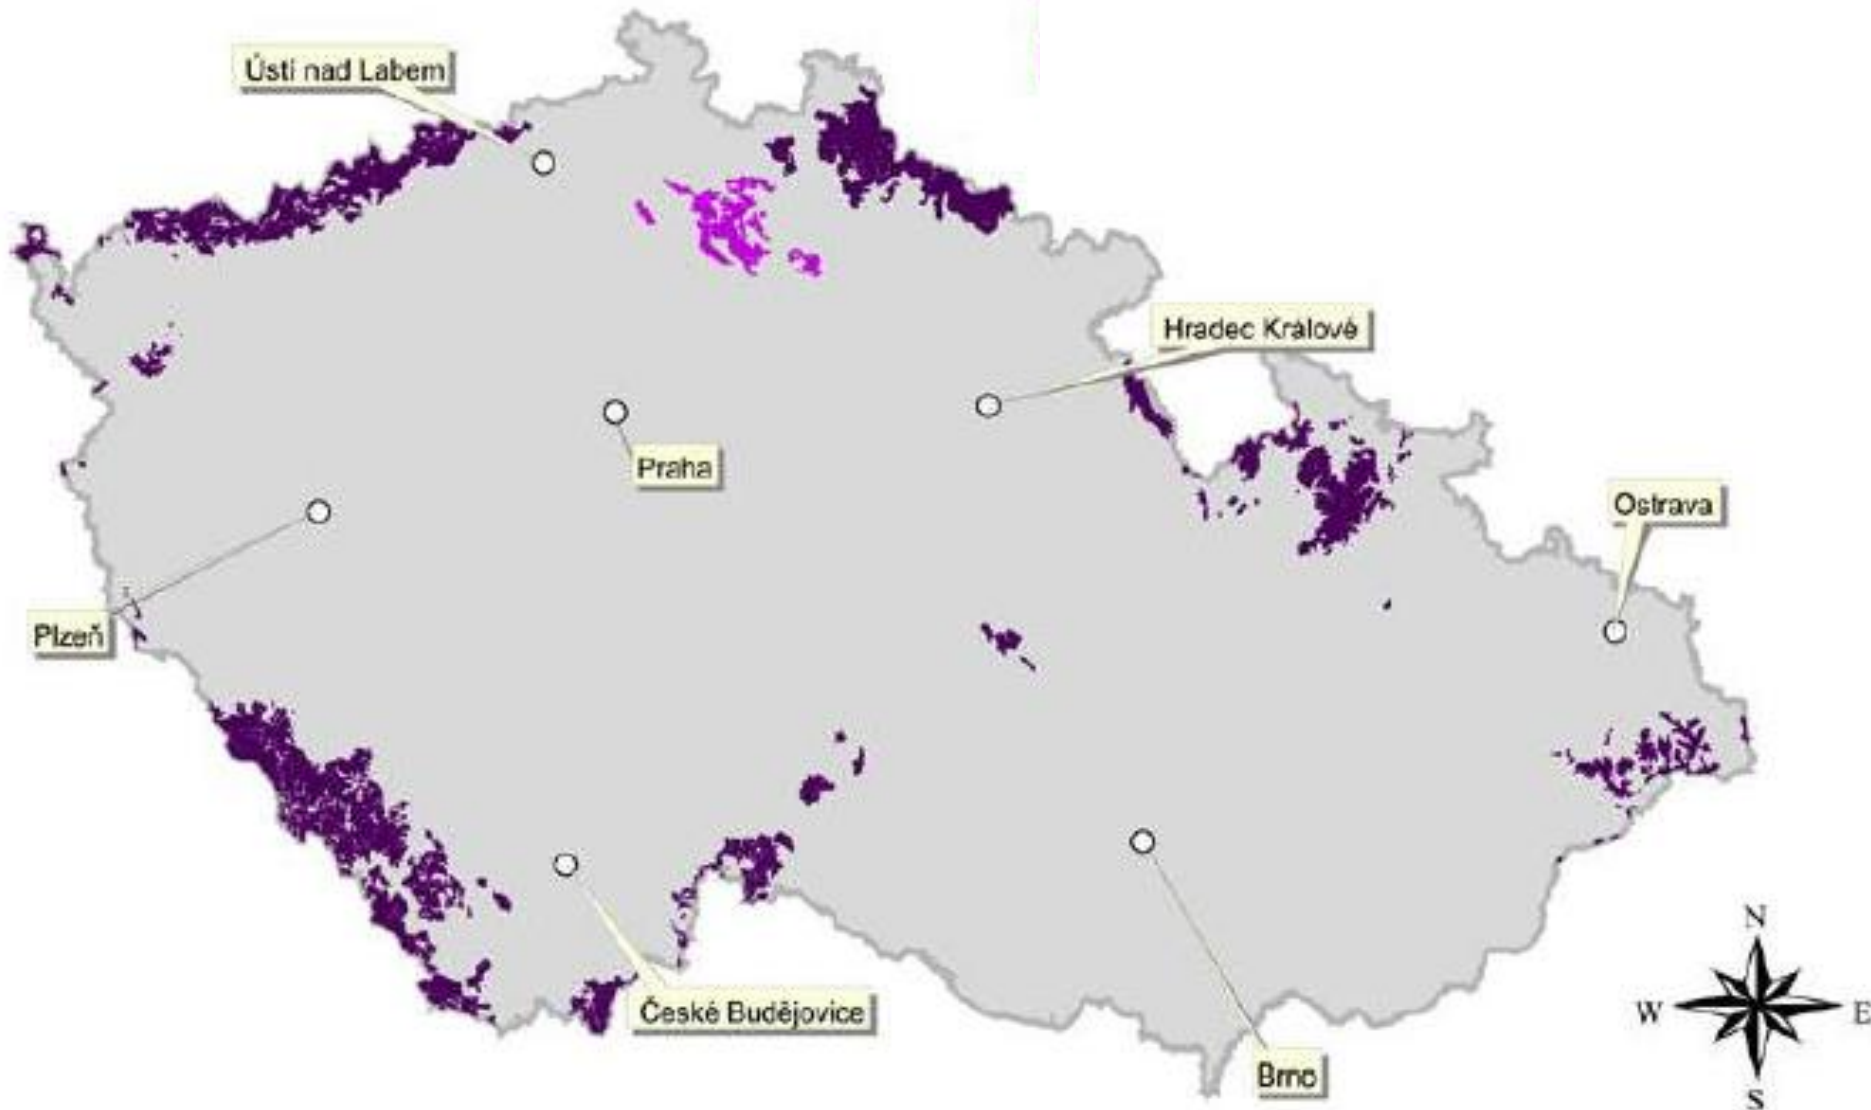 Ústí nad Labem
Hradec Králové
Praha
Ostrava
Plzeň
České Budějovice
Brno
N
W
E
S